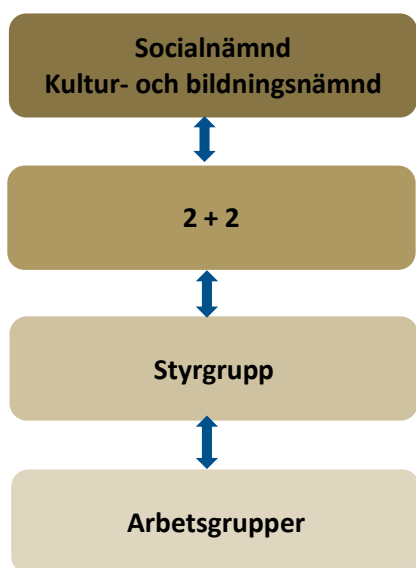 Socialnämnd
Kultur- och bildningsnämnd
2 + 2
Styrgrupp
Arbetsgrupper